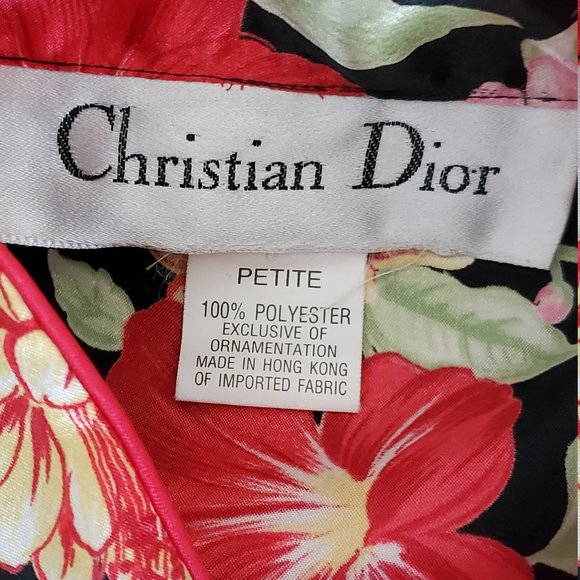 Christian Dior
PETITE
100% POLYESTER
EXCLUSIVE OF
ORNAMENTATION
MADE IN HONG KONG
OF IMPORTED FABRIC